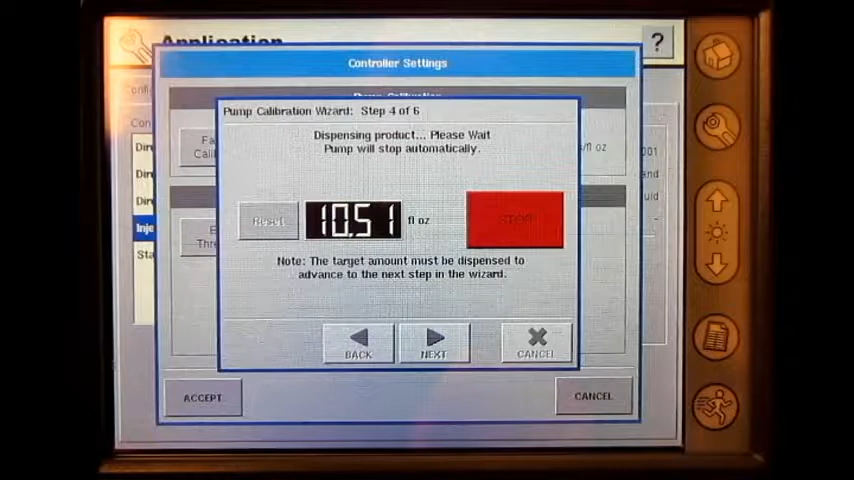 Application
?
Controller Settings
Pump Calibration
Pump Calibration Wizard: Step 4 of 6
Dispensing product... Please Wait
Pump will stop automatically.
Reset
10.51
fl oz
STOP
Note: The target amount must be dispensed to
advance to the next step in the wizard.
BACK
NEXT
CANCEL
ACCEPT
CANCEL